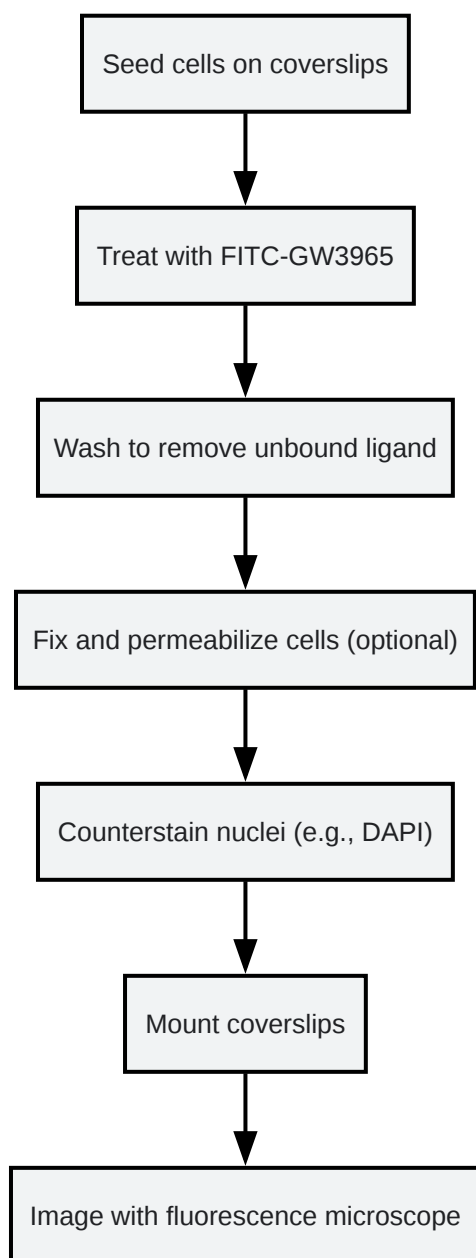 Seed cells on coverslips
Treat with FITC-GW3965
Wash to remove unbound ligand
Fix and permeabilize cells (optional)
Counterstain nuclei (e.g., DAPI)
Mount coverslips
Image with fluorescence microscope